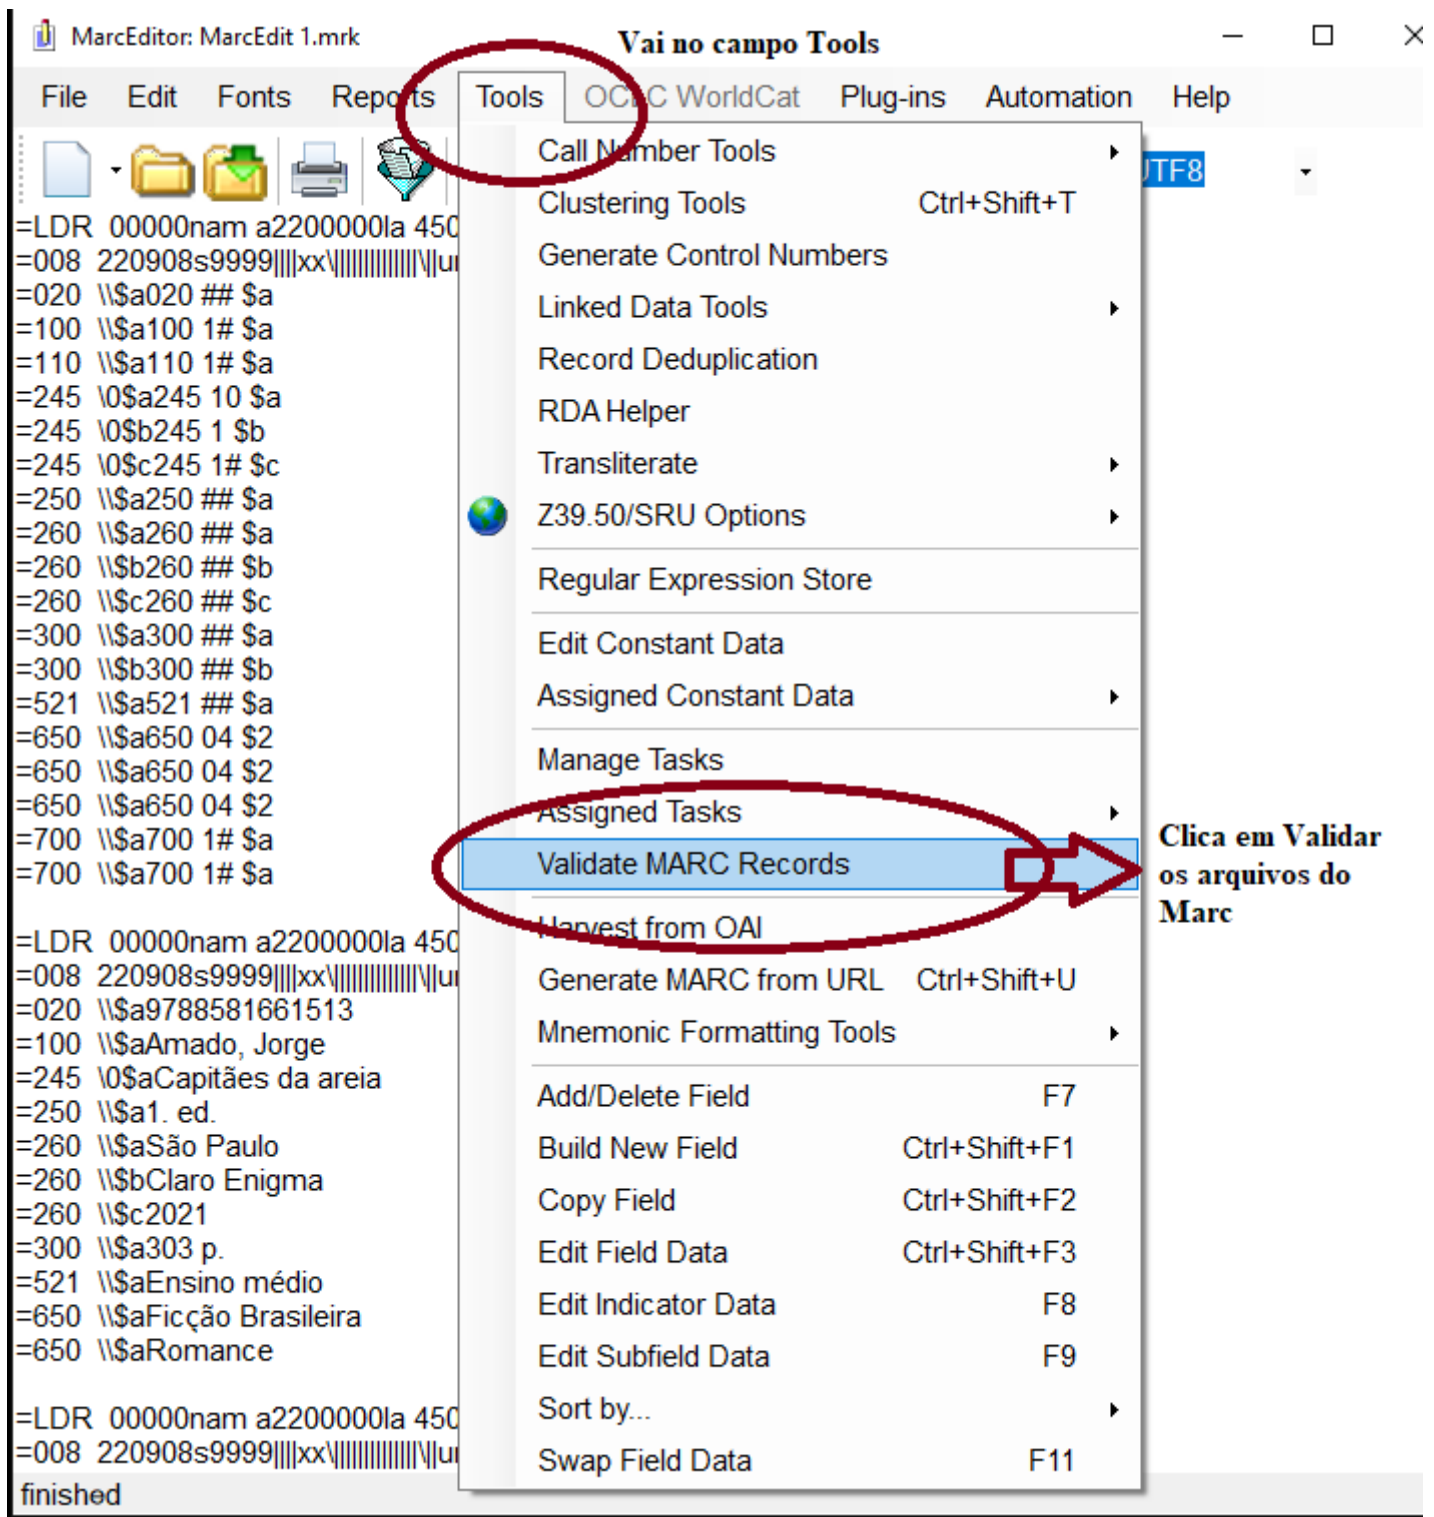 MarcEditor: MarcEdit 1.mrk
Vai no campo Tools
File Edit Fonts Reports Tools OCLC WorldCat Plug-ins Automation Help
UTF8
=LDR 00000nam a2200000la 450
=008 220908s9999||||xx\||||||||||||||\||ur
=020 \\$a020 ## $a
=100 \\$a100 1# $a
=110 \\$a110 1# $a
=245 \0$a245 10 $a
=245 \0$b245 1 $b
=245 \0$c245 1# $c
=250 \\$a250 ## $a
=260 \\$a260 ## $a
=260 \\$b260 ## $b
=260 \\$c260 ## $c
=300 \\$a300 ## $a
=300 \\$b300 ## $b
=521 \\$a521 ## $a
=650 \\$a650 04 $2
=650 \\$a650 04 $2
=650 \\$a650 04 $2
=700 \\$a700 1# $a
=700 \\$a700 1# $a
=LDR 00000nam a2200000la 450
=008 220908s9999||||xx\||||||||||||||\||ur
=020 \\$a9788581661513
=100 \\$aAmado, Jorge
=245 \0$aCapitães da areia
=250 \\$a1. ed.
=260 \\$aSão Paulo
=260 \\$bClaro Enigma
=260 \\$c2021
=300 \\$a303 p.
=521 \\$aEnsino médio
=650 \\$aFicção Brasileira
=650 \\$aRomance
=LDR 00000nam a2200000la 450
=008 220908s9999||||xx\||||||||||||||\||ur
finished
Call Number Tools
Clustering Tools Ctrl+Shift+T
Generate Control Numbers
Linked Data Tools
Record Deduplication
RDA Helper
Transliterate
Z39.50/SRU Options
Regular Expression Store
Edit Constant Data
Assigned Constant Data
Manage Tasks
Assigned Tasks
Validate MARC Records
Harvest from OAI
Generate MARC from URL Ctrl+Shift+U
Mnemonic Formatting Tools
Add/Delete Field F7
Build New Field Ctrl+Shift+F1
Copy Field Ctrl+Shift+F2
Edit Field Data Ctrl+Shift+F3
Edit Indicator Data F8
Edit Subfield Data F9
Sort by...
Swap Field Data F11
Clica em Validar
os arquivos do
Marc